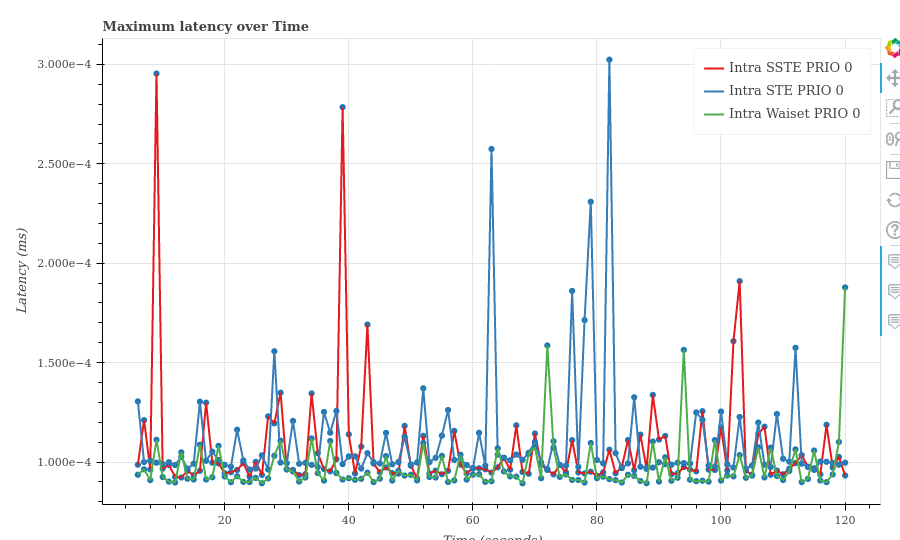 Maximum latency over Time
3.000e−4
2.500e−4
2.000e−4
1.500e−4
1.000e−4
Latency (ms)
Intra SSTE PRIO 0
Intra STE PRIO 0
Intra Waiset PRIO 0
20 40 60 80 100 120
Time (seconds)